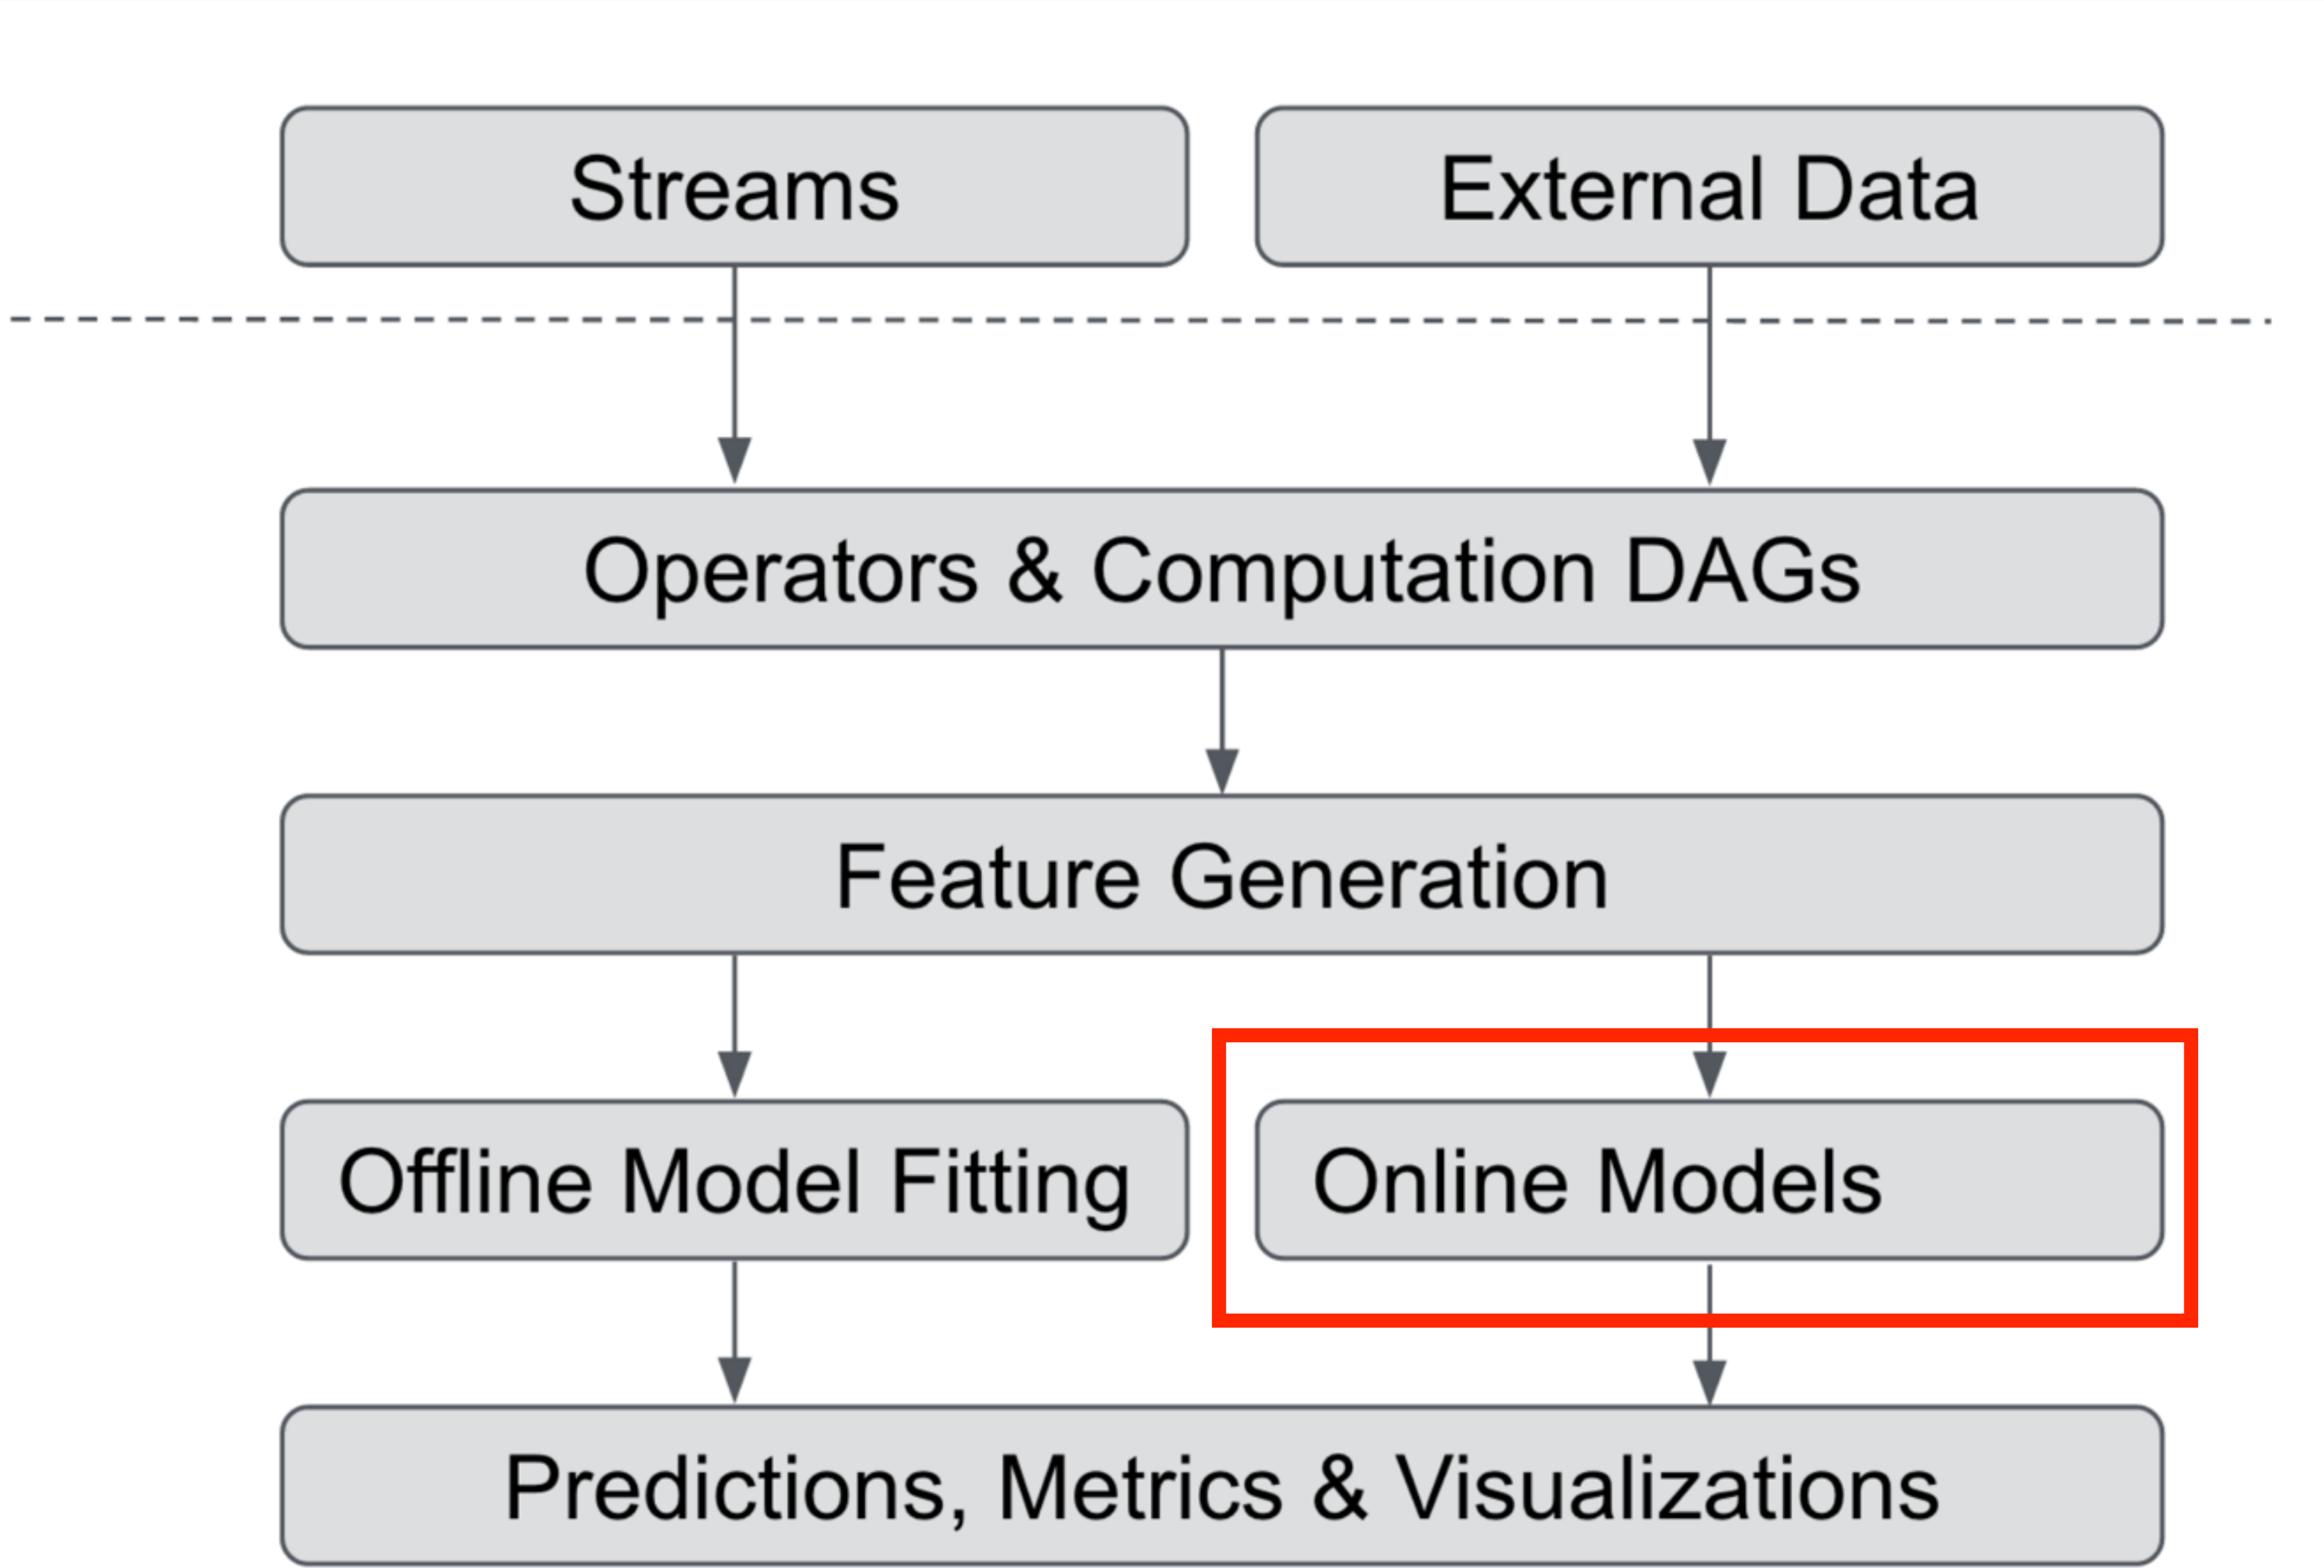 Streams
External Data
Operators & Computation DAGs
Feature Generation
Offline Model Fitting
Online Models
Predictions, Metrics & Visualizations